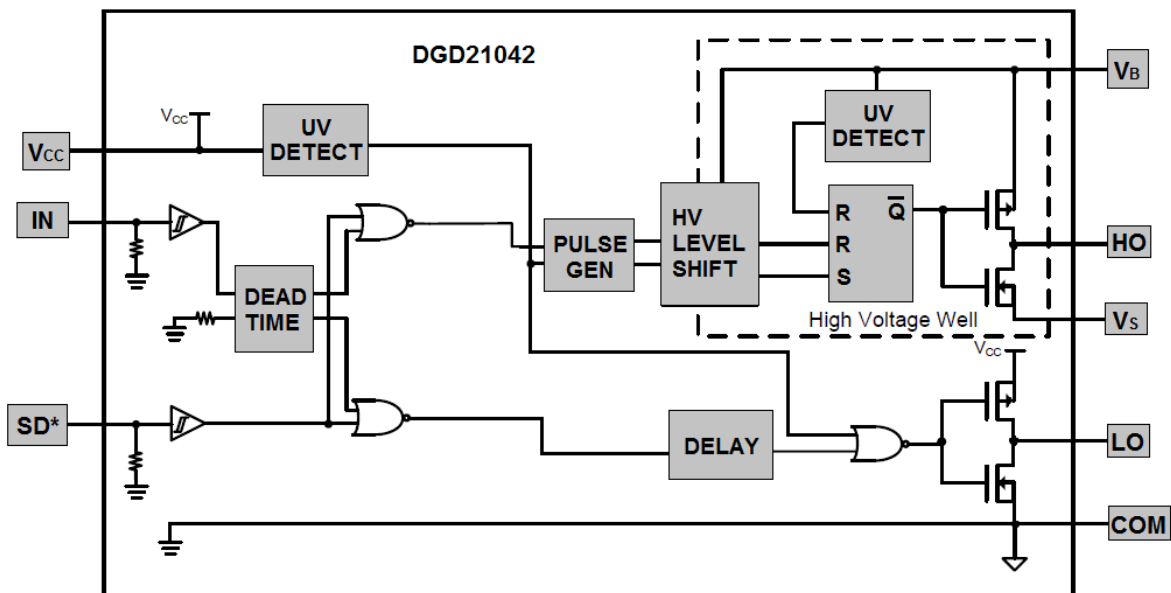 DGD21042
VB
VCC
UV
DETECT
UV
DETECT
VCC
IN
R
Q
HV
LEVEL
SHIFT
PULSE
GEN
R
HO
DEAD
TIME
S
High Voltage Well
VS
VCC
SD*
DELAY
LO
COM